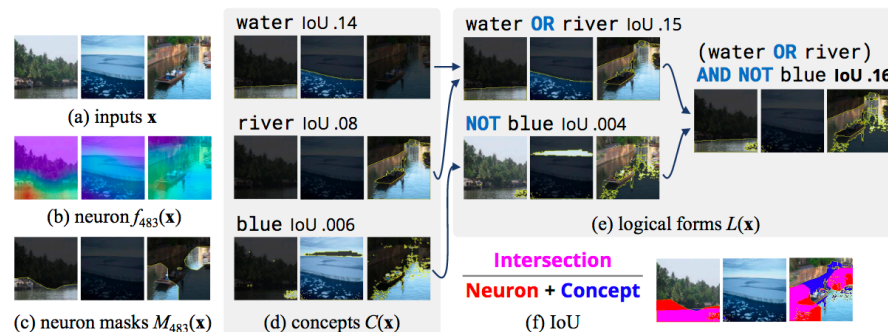 water IoU .14
water OR river IoU .15
(water OR river)
AND NOT blue IoU .16
(a) inputs x
river IoU .08
NOT blue IoU .004
(b) neuron f483(x)
blue IoU .006
(e) logical forms L(x)
Intersection
Neuron + Concept
(c) neuron masks M483(x)
(d) concepts C(x)
(f) IoU